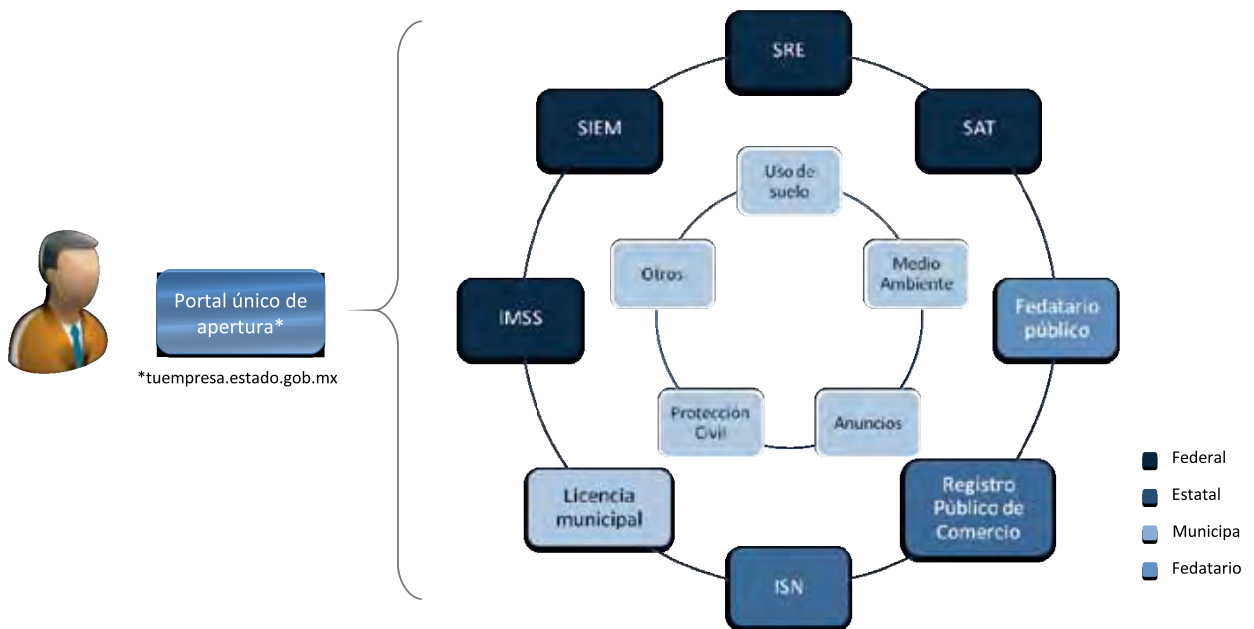 Portal único de
apertura*
*tuempresa.estado.gob.mx
SRE
SIEM
SAT
Uso de
suelo
Otros
Medio
Ambiente
IMSS
Fedatario
público
Protección
Civil
Anuncios
Licencia
municipal
Registro
Público de
Comercio
ISN
Federal
Estatal
Municipa
Fedatario